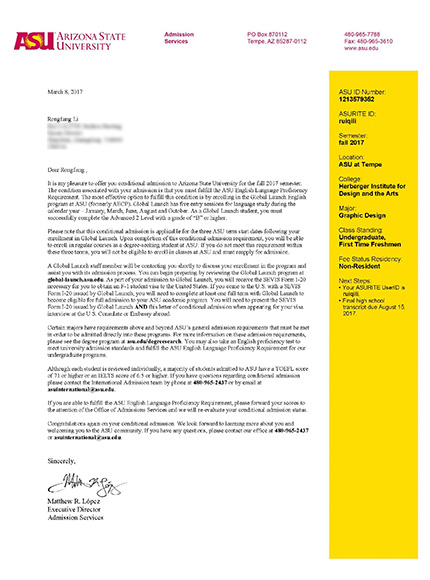 ASU ARIZONA STATE
UNIVERSITY
Admission
Services
PO Box 870112
Tempe, AZ 85287-0112
480-965-7788
Fax: 480-965-3610
www.asu.edu
March 8, 2017
Rongfang Li
Dear Rongfang ,
It is my pleasure to offer you conditional admission to Arizona State University for the fall 2017 semester.
The condition associated with your admission is that you must fulfill the ASU English Language Proficiency
Requirement. The most effective option to fulfill this condition is by enrolling in the Global Launch English
program at ASU (formerly AECP). Global Launch has five entry sessions for language study during the
calendar year – January, March, June, August and October. As a Global Launch student, you must
successfully complete the Advanced 2 Level with a grade of "B" or higher.
Please note that this conditional admission is applicable for the three ASU term start dates following your
enrollment in Global Launch. Upon completion of this conditional admission requirement, you will be able
to enroll in regular courses as a degree-seeking student at ASU. If you do not meet this requirement within
these three terms, you will not be eligible to enroll in classes at ASU and must reapply for admission.
A Global Launch staff member will be contacting you shortly to discuss your enrollment in the program and
assist you with its admission process. You can begin preparing by reviewing the Global Launch program at
global-launch.asu.edu. As part of your admission to Global Launch, you will receive the SEVIS Form I-20
necessary for you to obtain an F-1 student visa to the United States. If you come to the U.S. with a SEVIS
Form I-20 issued by Global Launch, you will need to complete at least one full term with Global Launch to
become eligible for full admission to your ASU academic program. You will need to present the SEVIS
Form I-20 issued by Global Launch AND this letter of conditional admission when appearing for your visa
interview at the U.S. Consulate or Embassy abroad.
Certain majors have requirements above and beyond ASU's general admission requirements that must be met
in order to be admitted directly into these programs. For more information on these admission requirements,
please see the degree program at asu.edu/degreesearch. You may also take an English proficiency test to
meet university admission standards and fulfill the ASU English Language Proficiency Requirement for our
undergraduate programs.
Although each student is reviewed individually, a majority of students admitted to ASU have a TOEFL score
of 71 or higher or an IELTS score of 6.5 or higher. If you have questions regarding conditional admission
please contact the International Admission team by phone at 480-965-2437 or by email at
asuinternational@asu.edu.
If you are able to fulfill the ASU English Language Proficiency Requirement, please forward your scores to
the attention of the Office of Admissions Services and we will re-evaluate your conditional admission status.
Congratulations again on your conditional admission. We look forward to learning more about you and
welcoming you to the ASU community. If you have any questions, please contact our office at 480-965-2437
or asuinternational@asu.edu.
Sincerely,
Matthew R. López
Executive Director
Admission Services
ASU ID Number:
1213579352
ASURITE ID:
ruiqili
Semester:
fall 2017
Location:
ASU at Tempe
College:
Herberger Institute for
Design and the Arts
Major:
Graphic Design
Class Standing:
Undergraduate,
First Time Freshmen
Fee Status Residency:
Non-Resident
Next Steps:
• Your ASURITE UserID is
ruiqili.
• Final high school
transcript due August 15,
2017.